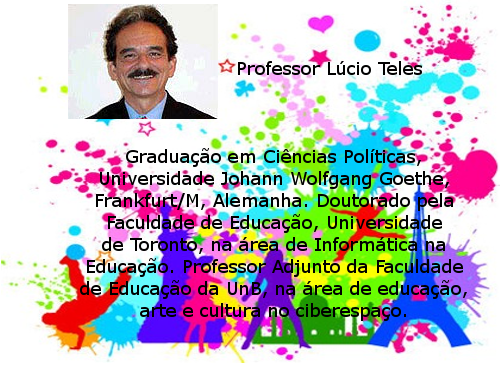 Professor Lúcio Teles
Graduação em Ciências Políticas,
Universidade Johann Wolfgang Goethe,
Frankfurt/M, Alemanha. Doutorado pela
Faculdade de Educação, Universidade
de Toronto, na área de Informática na
Educação. Professor Adjunto da Faculdade
de Educação da UnB, na área de educação,
arte e cultura no ciberespaço.